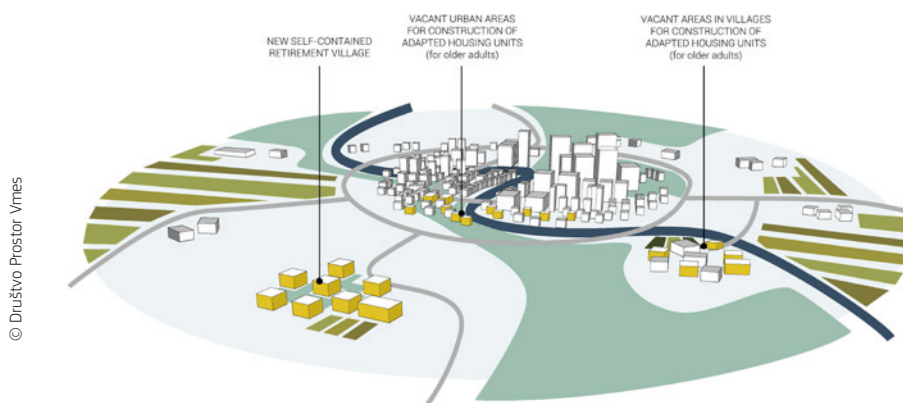 NEW SELF-CONTAINED
RETIREMENT VILLAGE
VACANT URBAN AREAS
FOR CONSTRUCTION OF
ADAPTED HOUSING UNITS
(for older adults)
VACANT AREAS IN VILLAGES
FOR CONSTRUCTION OF
ADAPTED HOUSING UNITS
(for older adults)
© Društvo Prostor Vmes